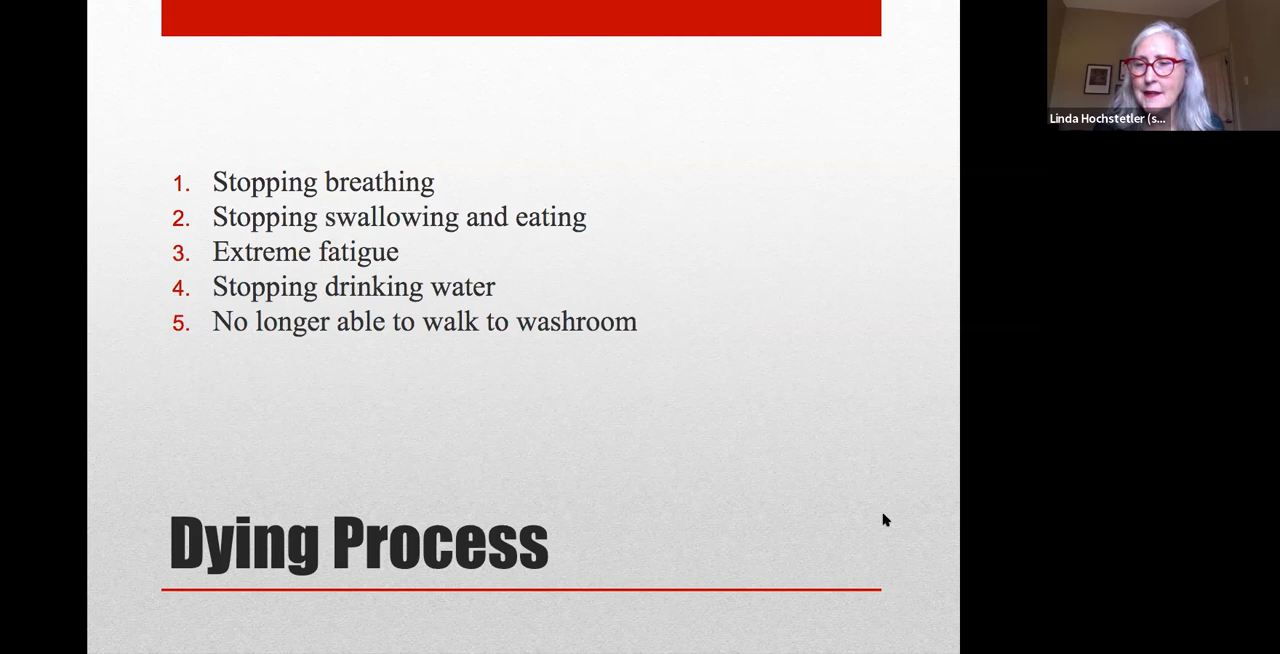 1. Stopping breathing
2. Stopping swallowing and eating
3. Extreme fatigue
4. Stopping drinking water
5. No longer able to walk to washroom
Dying Process
Linda Hochstetler (s...